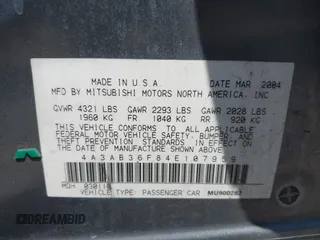 MADE IN U S A
DATE MAR 2004
MFD BY MITSUBISHI MOTORS NORTH AMERICA, INC
GVWR 4321 LBS GAWR 2293 LBS GAWR 2028 LBS
1960 KG FR 1040 KG RR 920 KG
THIS VEHICLE CONFORMS TO ALL APPLICABLE
FEDERAL MOTOR VEHICLE SAFETY, BUMPER, AND
THEFT PREVENTION STANDARDS IN EFFECT ON THE
DATE OF MANUFACTURE SHOWN ABOVE.
4A3AB36F84E107959
MDH 0301
VEHICLE TYPE: PASSENGER CAR
DREAMBID
STATCAR